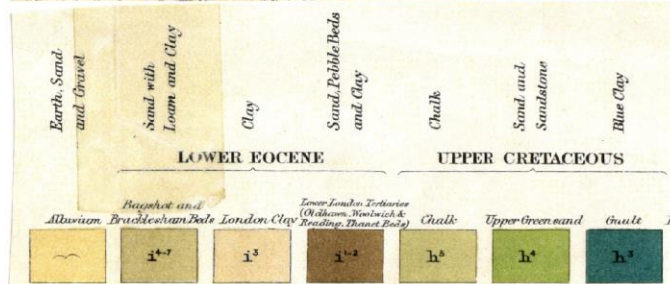 Earth, Sand
and Gravel
Sand with
Loam and Clay
Clay
Sand, Pebble Beds
and Clay
Chalk
Sand and
Sandstone
Blue Clay
LOWER EOCENE
UPPER CRETACEOUS
Alluvium
Bagshot and
Bracklesham Beds
London Clay
Lower London Tertiaries
(Oldhaven, Woolwich &
Reading, Thanet Beds)
Chalk
Upper Greensand
Gault
i⁴⁻⁷
i³
i¹⁻²
h⁵
h⁴
h³